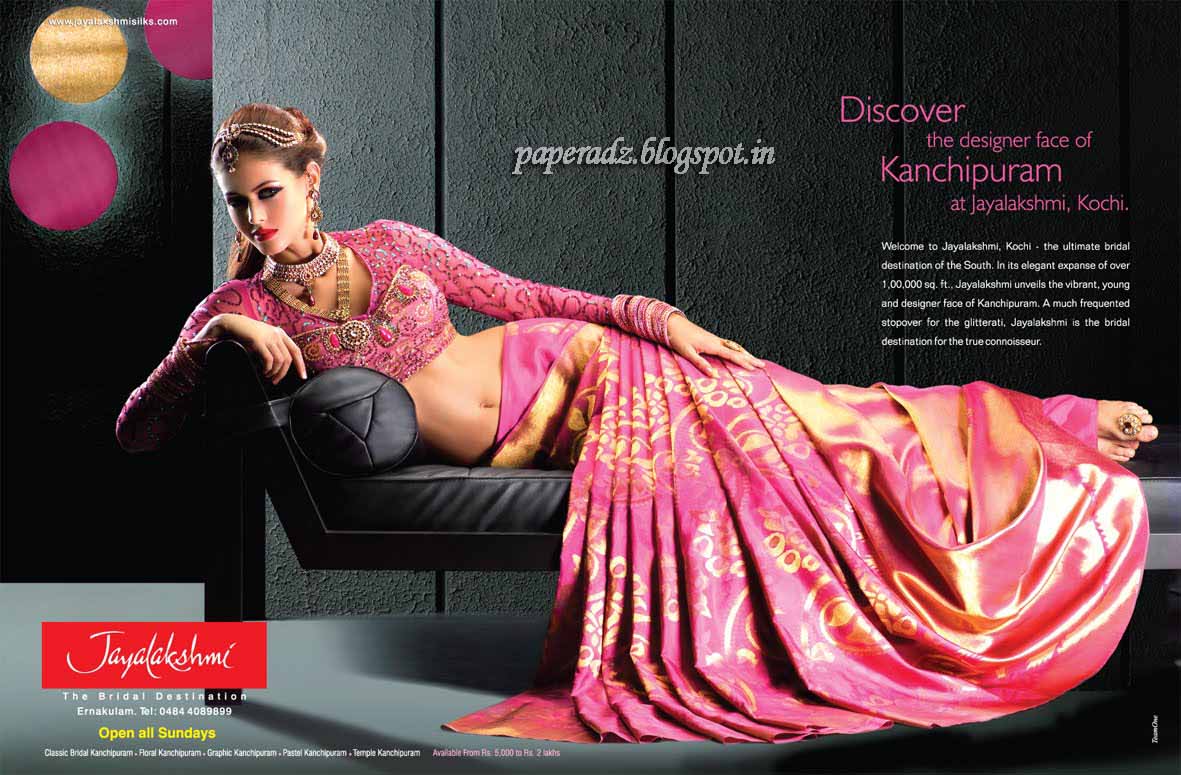 www.jayalakshmisilks.com
paperadz.blogspot.in
Discover
the designer face of
Kanchipuram
at Jayalakshmi, Kochi.
Welcome to Jayalakshmi, Kochi - the ultimate bridal
destination of the South. In its elegant expanse of over
1,00,000 sq. ft., Jayalakshmi unveils the vibrant, young
and designer face of Kanchipuram. A much frequented
stopover for the glitterati, Jayalakshmi is the bridal
destination for the true connoisseur.
Jayalakshmi
The Bridal Destination
Ernakulam. Tel: 0484 4089899
Open all Sundays
Classic Bridal Kanchipuram • Floral Kanchipuram • Graphic Kanchipuram • Pastel Kanchipuram • Temple Kanchipuram Available From Rs. 5,000 to Rs. 2 lakhs
TeamOne